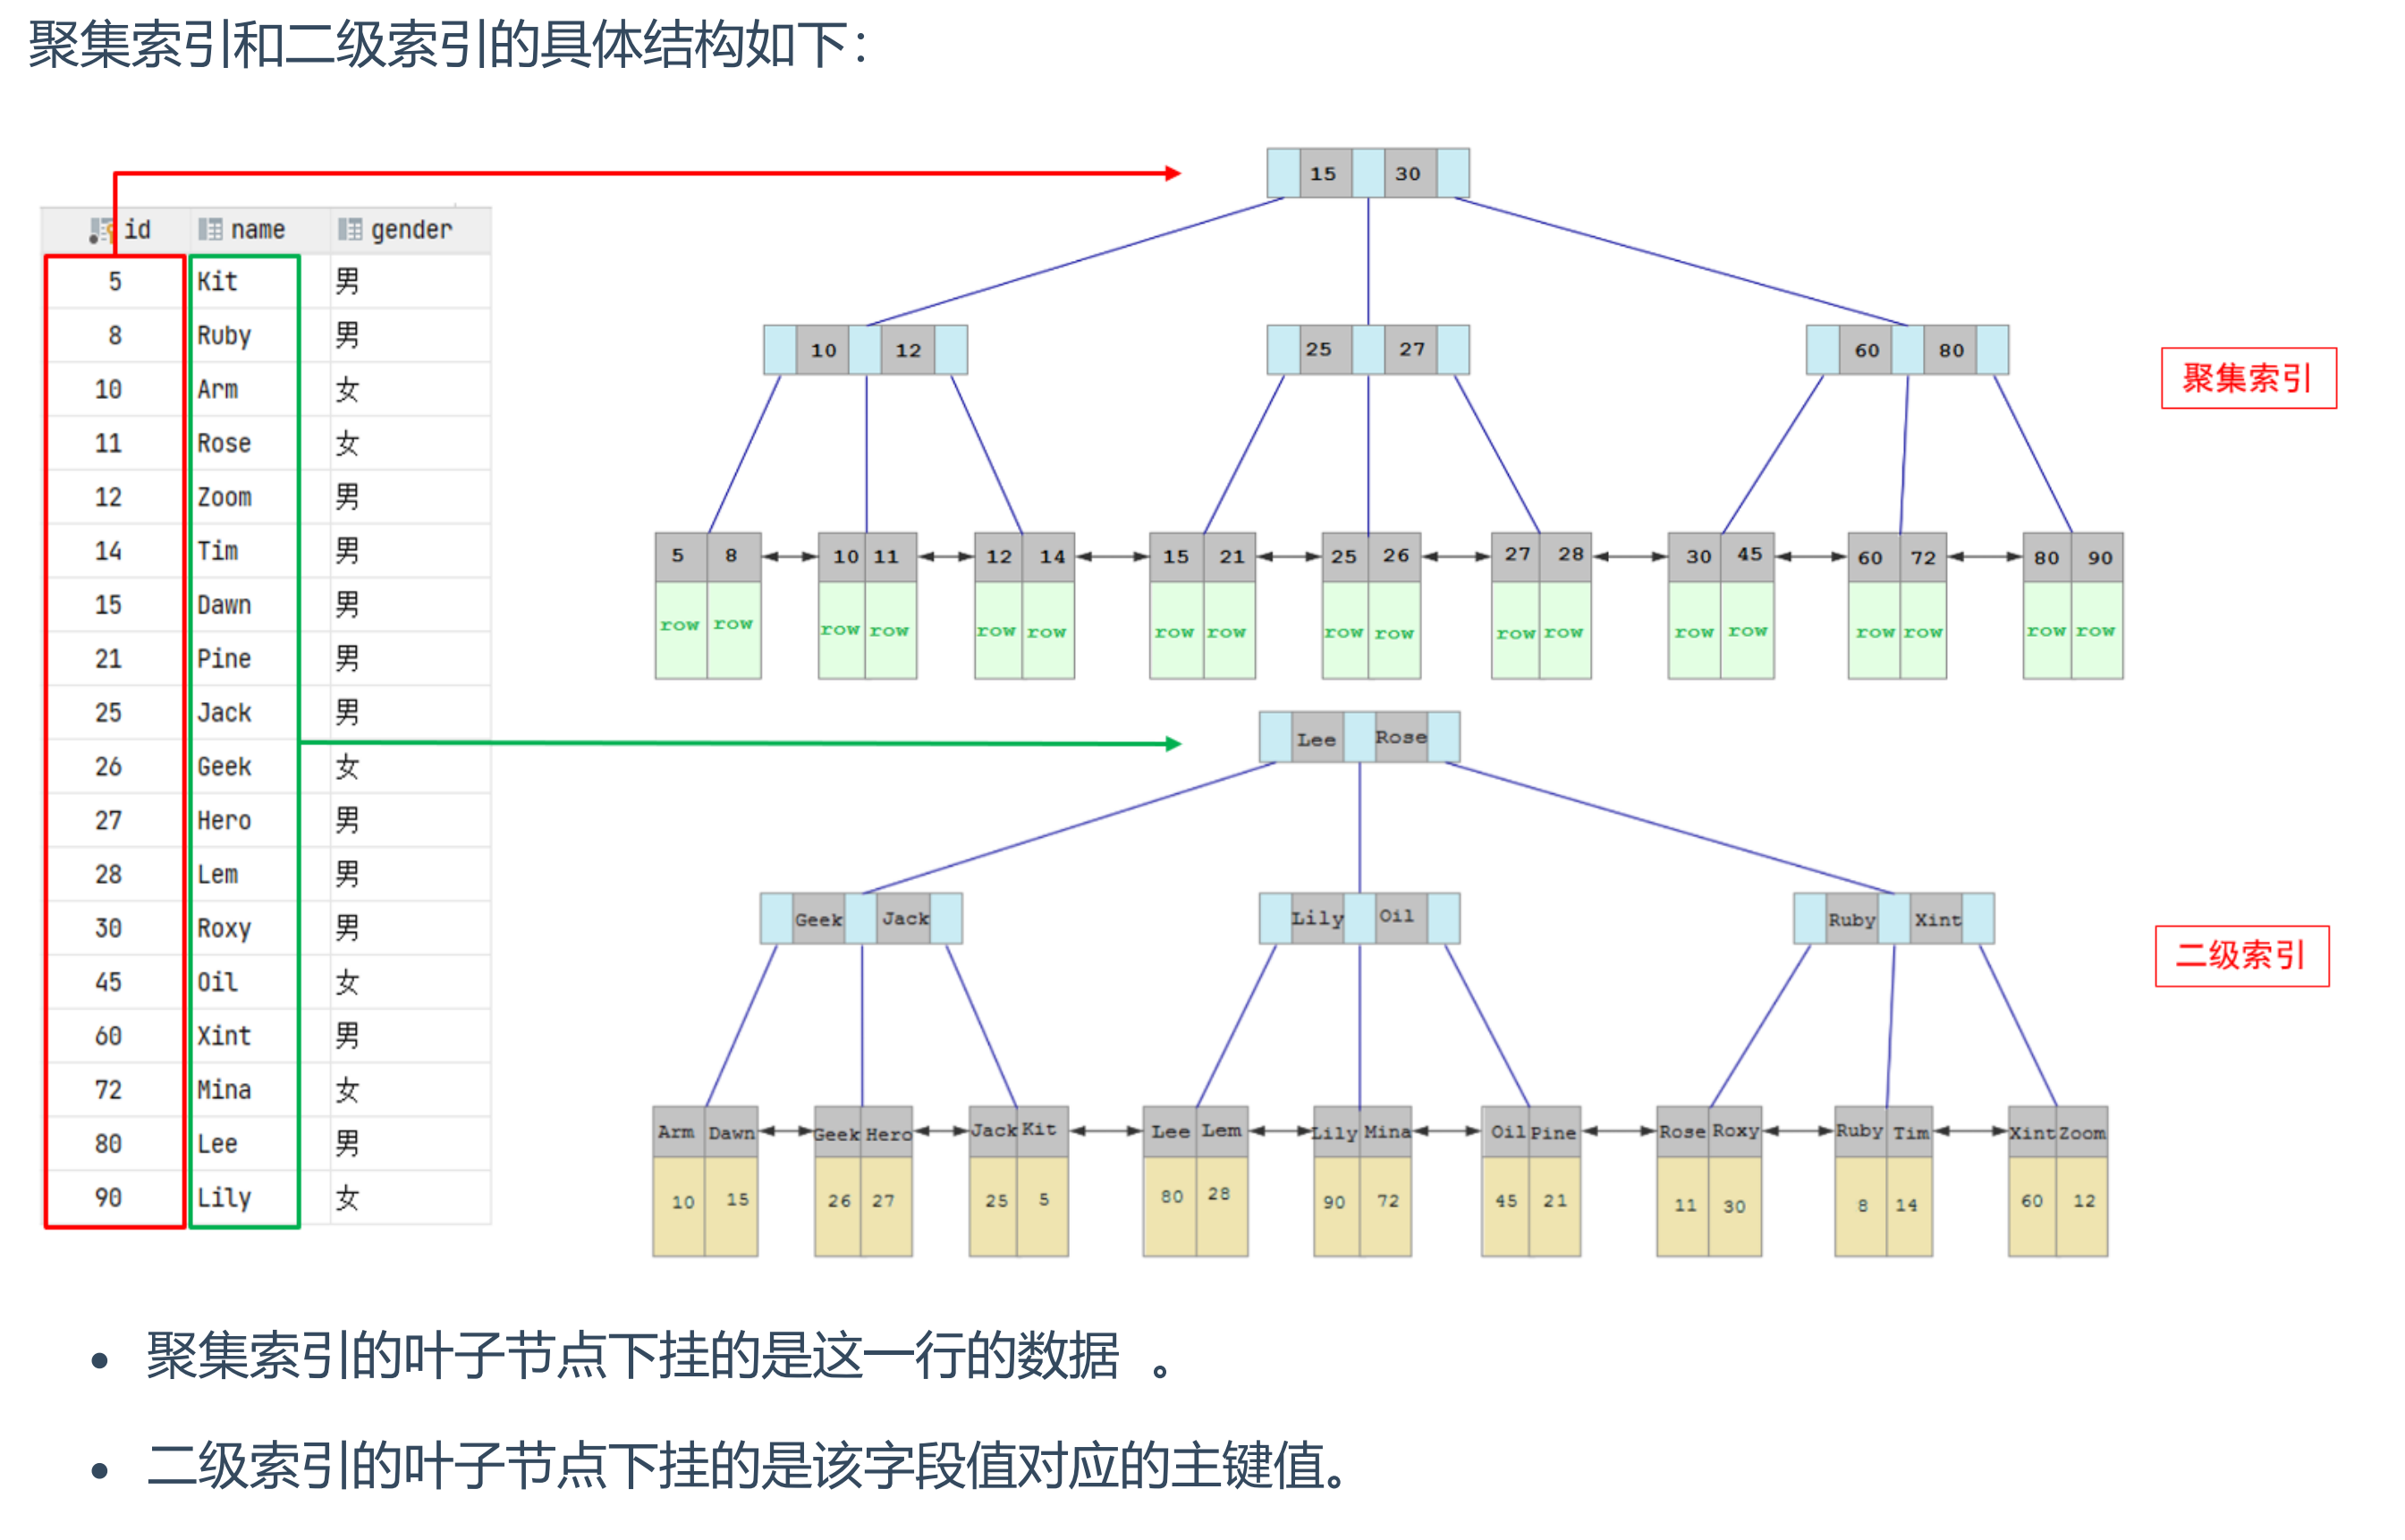 聚集索引和二级索引的具体结构如下：
id name gender
5 Kit 男
8 Ruby 男
10 Arm 女
11 Rose 女
12 Zoom 男
14 Tim 男
15 Dawn 男
21 Pine 男
25 Jack 男
26 Geek 女
27 Hero 男
28 Lem 男
30 Roxy 男
45 Oil 女
60 Xint 男
72 Mina 女
80 Lee 男
90 Lily 女
15 30
10 12 25 27 60 80
聚集索引
5 8 10 11 12 14 15 21 25 26 27 28 30 45 60 72 80 90
row row row row row row row row row row row row row row row row row row
Lee Rose
Geek Jack Lily Oil Ruby Xint
二级索引
Arm Dawn Geek Hero Jack Kit Lee Lem Lily Mina Oil Pine Rose Roxy Ruby Tim Xint Zoom
10 15 26 27 25 5 80 28 90 72 45 21 11 30 8 14 60 12
• 聚集索引的叶子节点下挂的是这一行的数据 。
• 二级索引的叶子节点下挂的是该字段值对应的主键值。